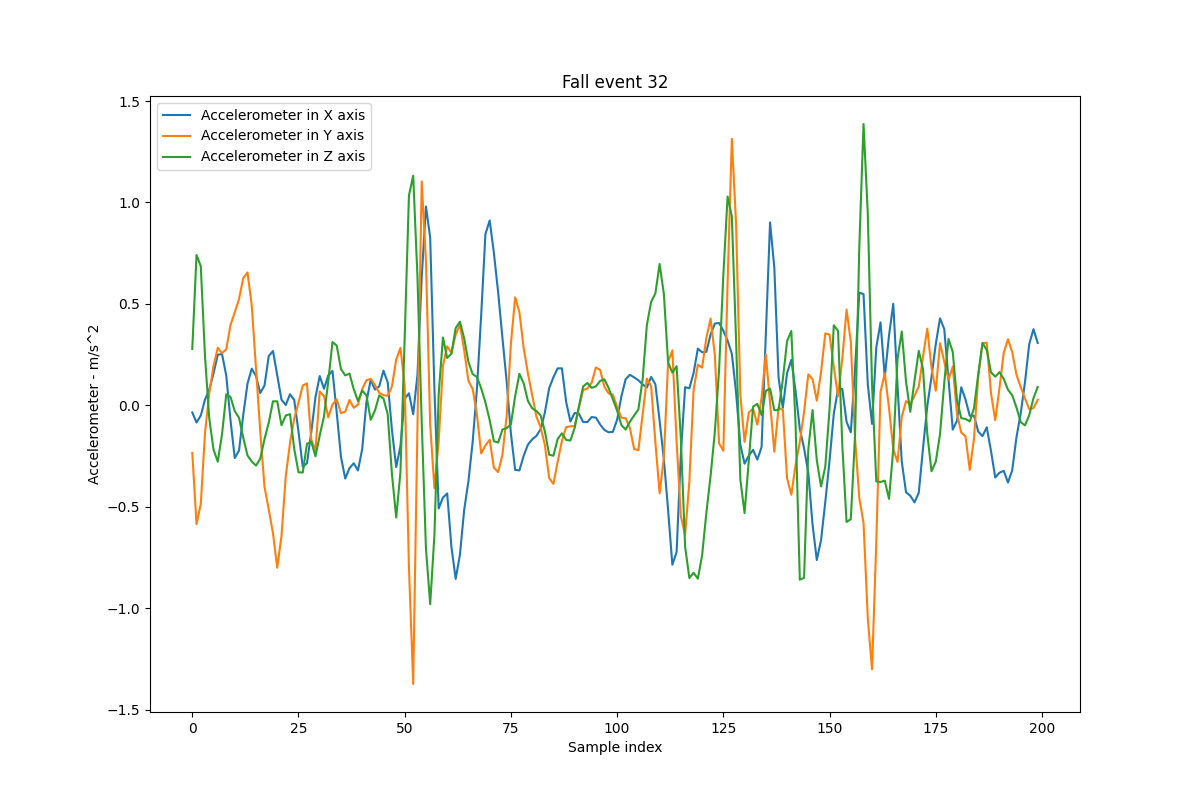 Fall event 32
Accelerometer in X axis
Accelerometer in Y axis
Accelerometer in Z axis
1.5
1.0
0.5
0.0
−0.5
−1.0
−1.5
Accelerometer - m/s^2
0 25 50 75 100 125 150 175 200
Sample index